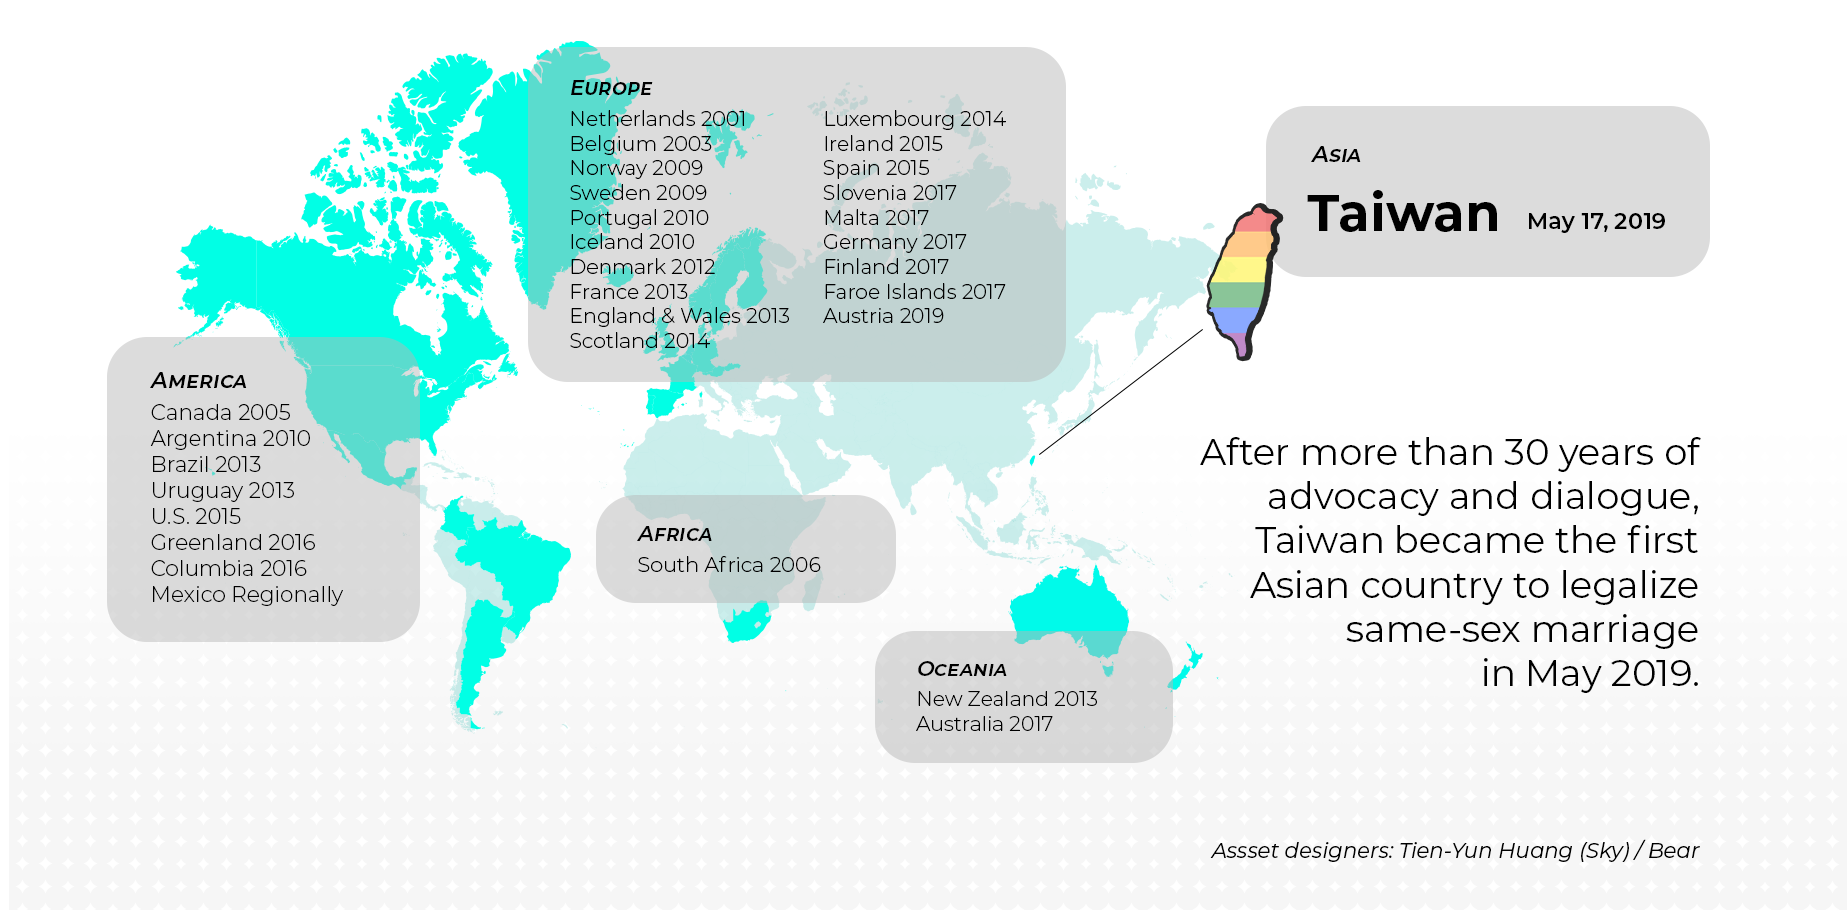 EUROPE
Netherlands 2001
Belgium 2003
Norway 2009
Sweden 2009
Portugal 2010
Iceland 2010
Denmark 2012
France 2013
England & Wales 2013
Scotland 2014
Luxembourg 2014
Ireland 2015
Spain 2015
Slovenia 2017
Malta 2017
Germany 2017
Finland 2017
Faroe Islands 2017
Austria 2019
ASIA
Taiwan May 17, 2019
AMERICA
Canada 2005
Argentina 2010
Brazil 2013
Uruguay 2013
U.S. 2015
Greenland 2016
Columbia 2016
Mexico Regionally
AFRICA
South Africa 2006
OCEANIA
New Zealand 2013
Australia 2017
After more than 30 years of
advocacy and dialogue,
Taiwan became the first
Asian country to legalize
same-sex marriage
in May 2019.
Assset designers: Tien-Yun Huang (Sky) / Bear